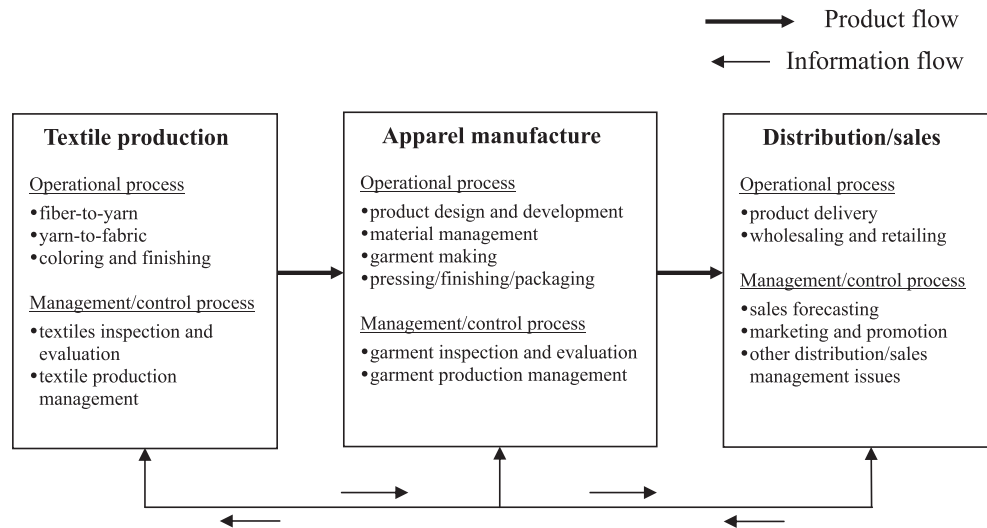 Product flow
Information flow
Textile production
Operational process
•fiber-to-yarn
•yarn-to-fabric
•coloring and finishing
Management/control process
•textiles inspection and
evaluation
•textile production
management
Apparel manufacture
Operational process
•product design and development
•material management
•garment making
•pressing/finishing/packaging
Management/control process
•garment inspection and evaluation
•garment production management
Distribution/sales
Operational process
•product delivery
•wholesaling and retailing
Management/control process
•sales forecasting
•marketing and promotion
•other distribution/sales
management issues